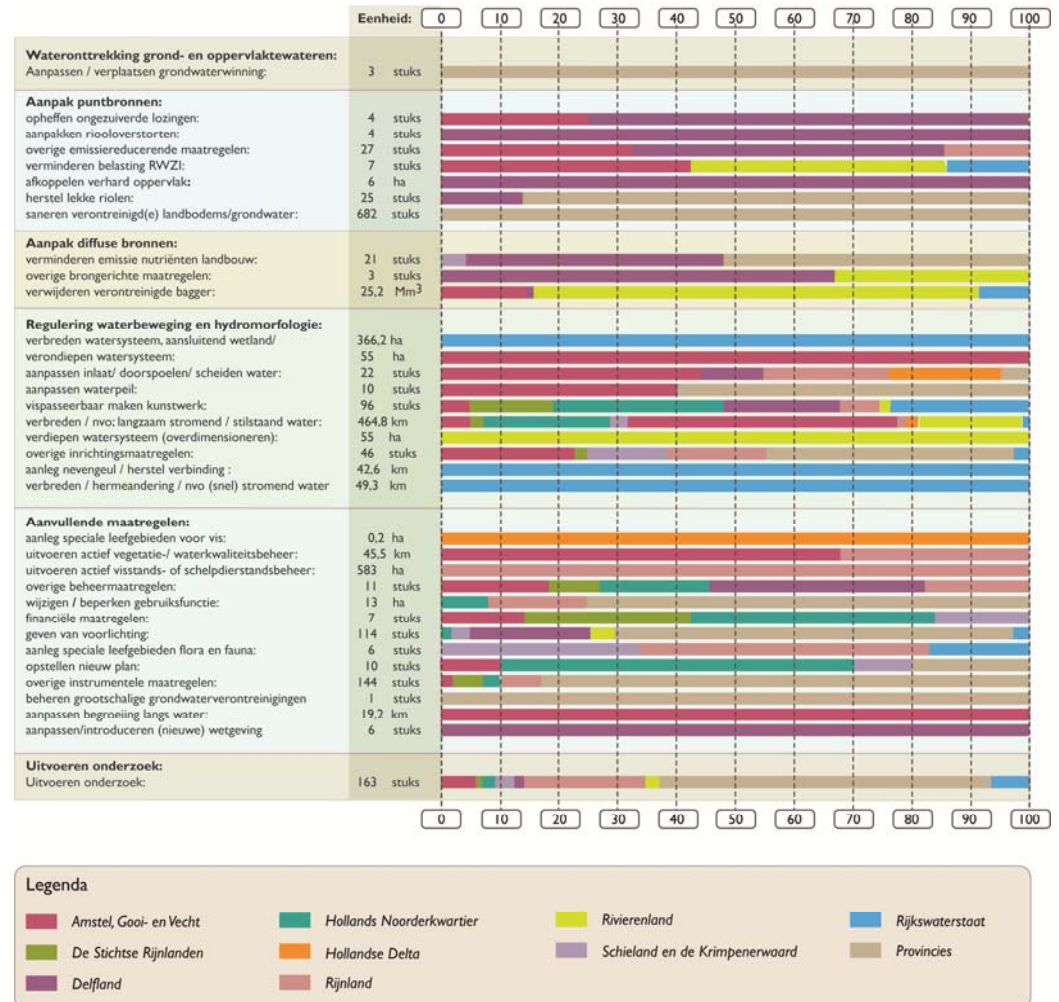 Eenheid: 0 10 20 30 40 50 60 70 80 90 100
Wateronttrekking grond- en oppervlaktewateren:
Aanpassen / verplaatsen grondwaterwinning: 3 stuks
Aanpak puntbronnen:
opheffen ongezuiverde lozingen: 4 stuks
aanpakken riooloverstorten: 4 stuks
overige emissiereducerende maatregelen: 27 stuks
verminderen belasting RWZI: 7 stuks
afkoppelen verhard oppervlak: 6 ha
herstel lekke riolen: 25 stuks
saneren verontreinigd(e) landbodems/grondwater: 682 stuks
Aanpak diffuse bronnen:
verminderen emissie nutriënten landbouw: 21 stuks
overige brongerichte maatregelen: 3 stuks
verwijderen verontreinigde bagger: 25,2 Mm3
Regulering waterbeweging en hydromorfologie:
verbreden watersysteem, aansluitend wetland/ 366,2 ha
verondiepen watersysteem: 55 ha
aanpassen inlaat/ doorspoelen/ scheiden water: 22 stuks
aanpassen waterpeil: 10 stuks
vispasseerbaar maken kunstwerk: 96 stuks
verbreden / nvo; langzaam stromend / stilstaand water: 464,8 km
verdiepen watersysteem (overdimensioneren): 55 ha
overige inrichtingsmaatregelen: 46 stuks
aanleg nevengeul / herstel verbinding : 42,6 km
verbreden / hermeandering / nvo (snel) stromend water 49,3 km
Aanvullende maatregelen:
aanleg speciale leefgebieden voor vis: 0,2 ha
uitvoeren actief vegetatie-/ waterkwaliteitsbeheer: 45,5 km
uitvoeren actief visstands- of schelpdierstandsbeheer: 583 ha
overige beheermaatregelen: 11 stuks
wijzigen / beperken gebruiksfunctie: 13 ha
financiële maatregelen: 7 stuks
geven van voorlichting: 114 stuks
aanleg speciale leefgebieden flora en fauna: 6 stuks
opstellen nieuw plan: 10 stuks
overige instrumentele maatregelen: 144 stuks
beheren grootschalige grondwaterverontreinigingen 1 stuks
aanpassen begroeiing langs water: 19,2 km
aanpassen/introduceren (nieuwe) wetgeving 6 stuks
Uitvoeren onderzoek:
Uitvoeren onderzoek: 163 stuks
0 10 20 30 40 50 60 70 80 90 100
Legenda
Amstel, Gooi- en Vecht Hollands Noorderkwartier Rivierenland Rijkswaterstaat
De Stichtse Rijnlanden Hollandse Delta Schieland en de Krimpenerwaard Provincies
Delfland Rijnland